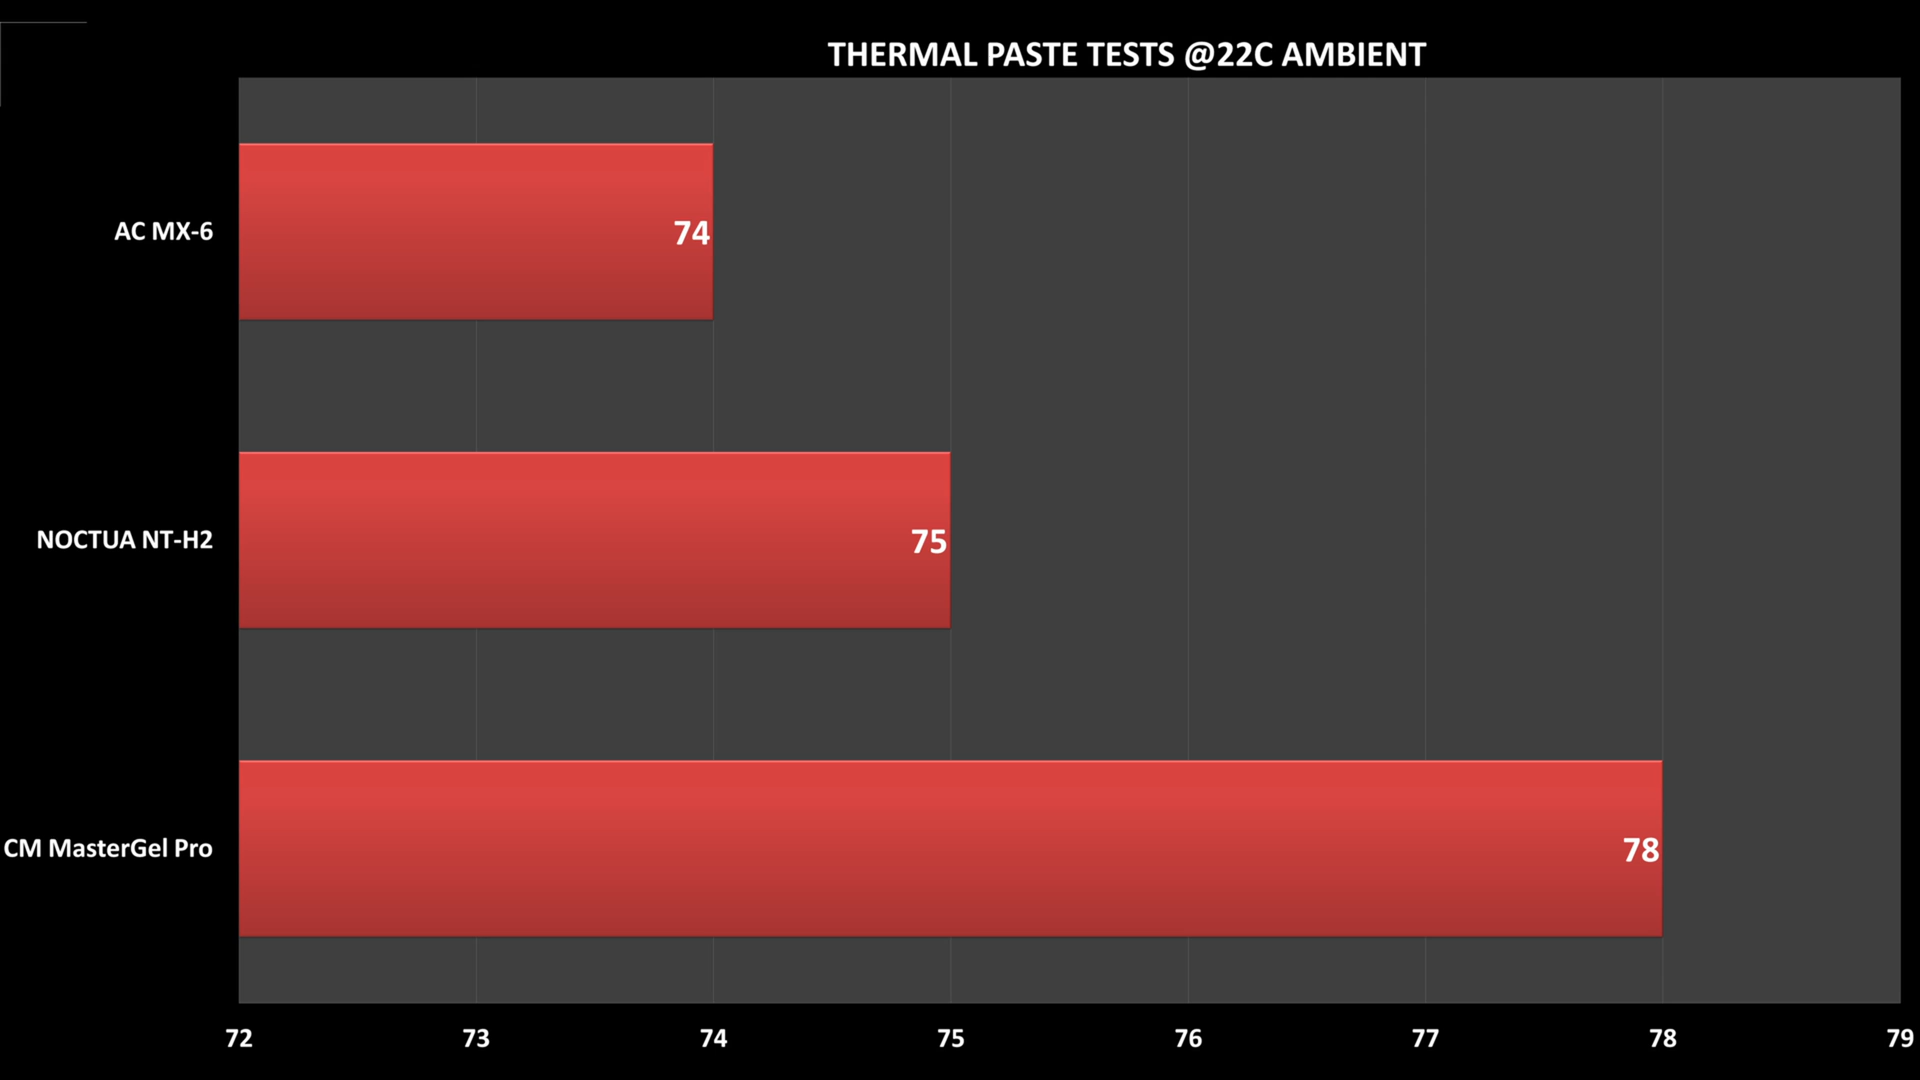 THERMAL PASTE TESTS @22C AMBIENT
AC MX-6
74
NOCTUA NT-H2
75
CM MasterGel Pro
78
72 73 74 75 76 77 78 79